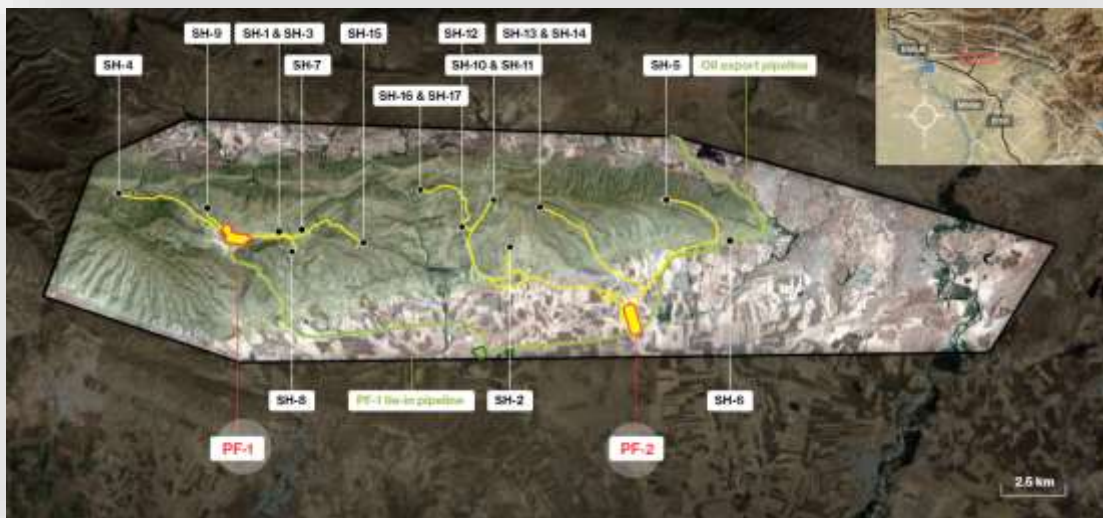 SH-9
SH-1 & SH-3
SH-15
SH-12
SH-13 & SH-14
SH-4
SH-7
SH-10 & SH-11
SH-5
Oil export pipeline
SH-16 & SH-17
SH-8
PF-1 tie-in pipeline
SH-2
SH-6
PF-1
PF-2
2.5 km